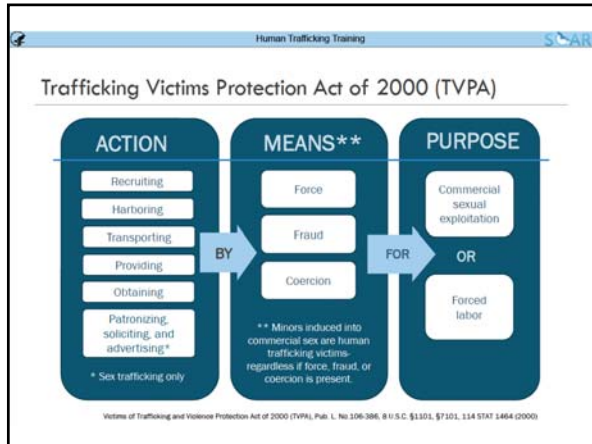 Human Trafficking Training
SOAR
Trafficking Victims Protection Act of 2000 (TVPA)
ACTION
Recruiting
Harboring
Transporting
Providing
Obtaining
Patronizing,
soliciting, and
advertising*
* Sex trafficking only
BY
MEANS**
Force
Fraud
Coercion
** Minors induced into
commercial sex are human
trafficking victims-
regardless if force, fraud, or
coercion is present.
FOR
PURPOSE
Commercial
sexual
exploitation
OR
Forced
labor
Victims of Trafficking and Violence Protection Act of 2000 (TVPA), Pub. L. No 106-386, 8 U.S.C. §1101, §7101, 114 STAT 1464 (2000)